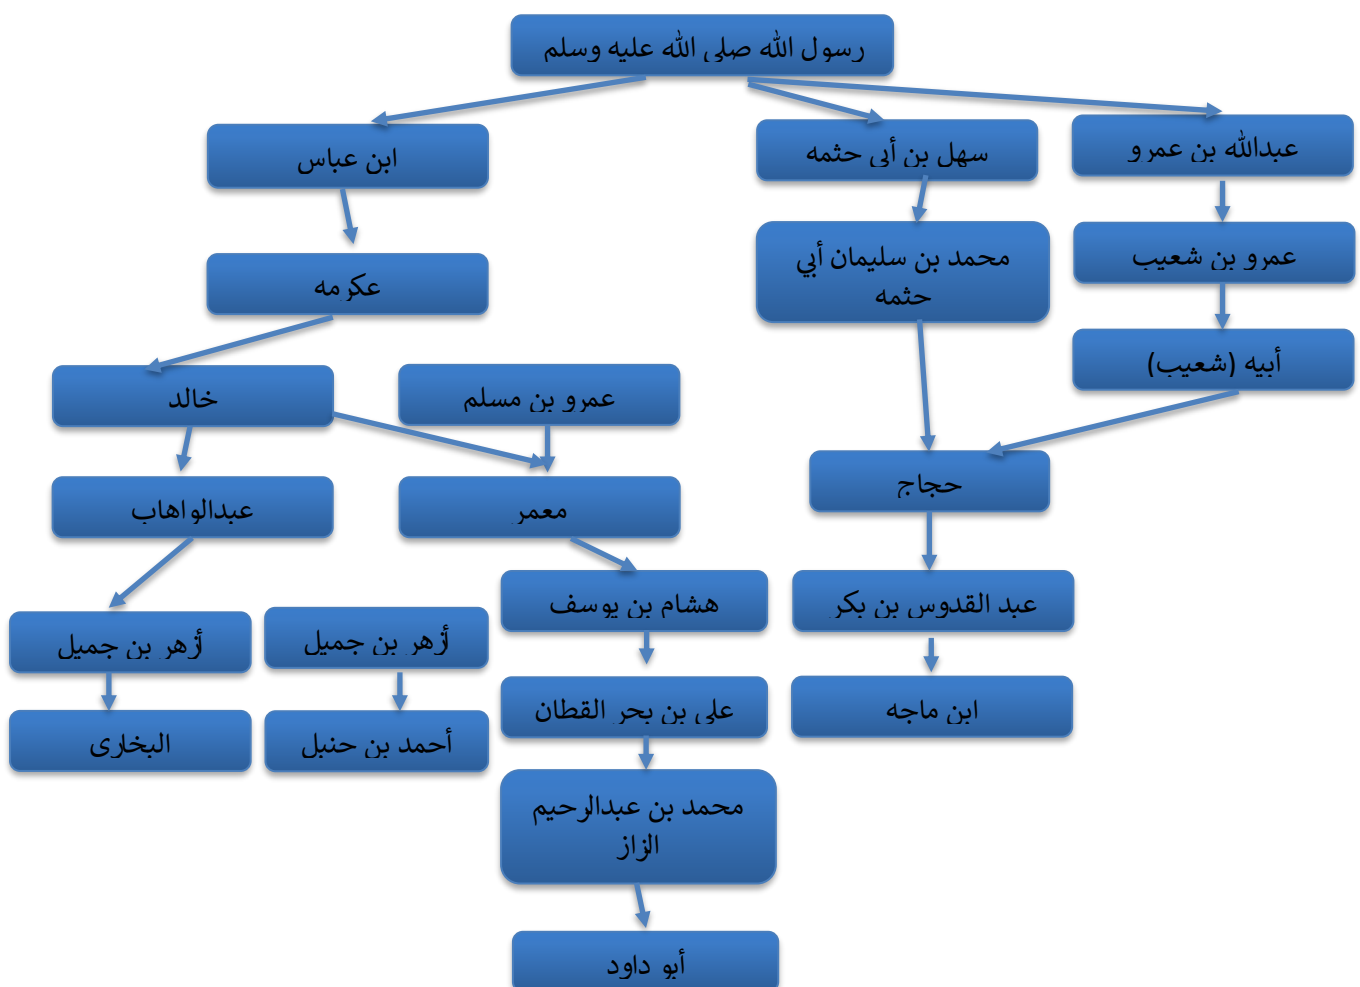 رسول الله صلى الله عليه وسلم
عبدالله بن عمرو
سهل بن أبى حثمه
ابن عباس
عمرو بن شعيب
محمد بن سليمان أبي
حثمه
عكرمه
أبيه (شعيب)
عمرو بن مسلم
خالد
حجاج
معمر
عبدالواهاب
عبد القدوس بن بكر
هشام بن يوسف
أزهر بن جميل
أزهر بن جميل
ابن ماجه
على بن بحر القطان
أحمد بن حنبل
البخارى
محمد بن عبدالرحيم
الزاز
أبو داود